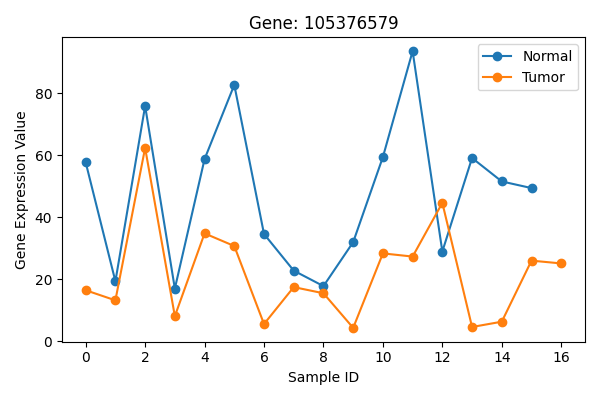 Gene: 105376579
Normal
Tumor
Gene Expression Value
80
60
40
20
0
0 2 4 6 8 10 12 14 16
Sample ID